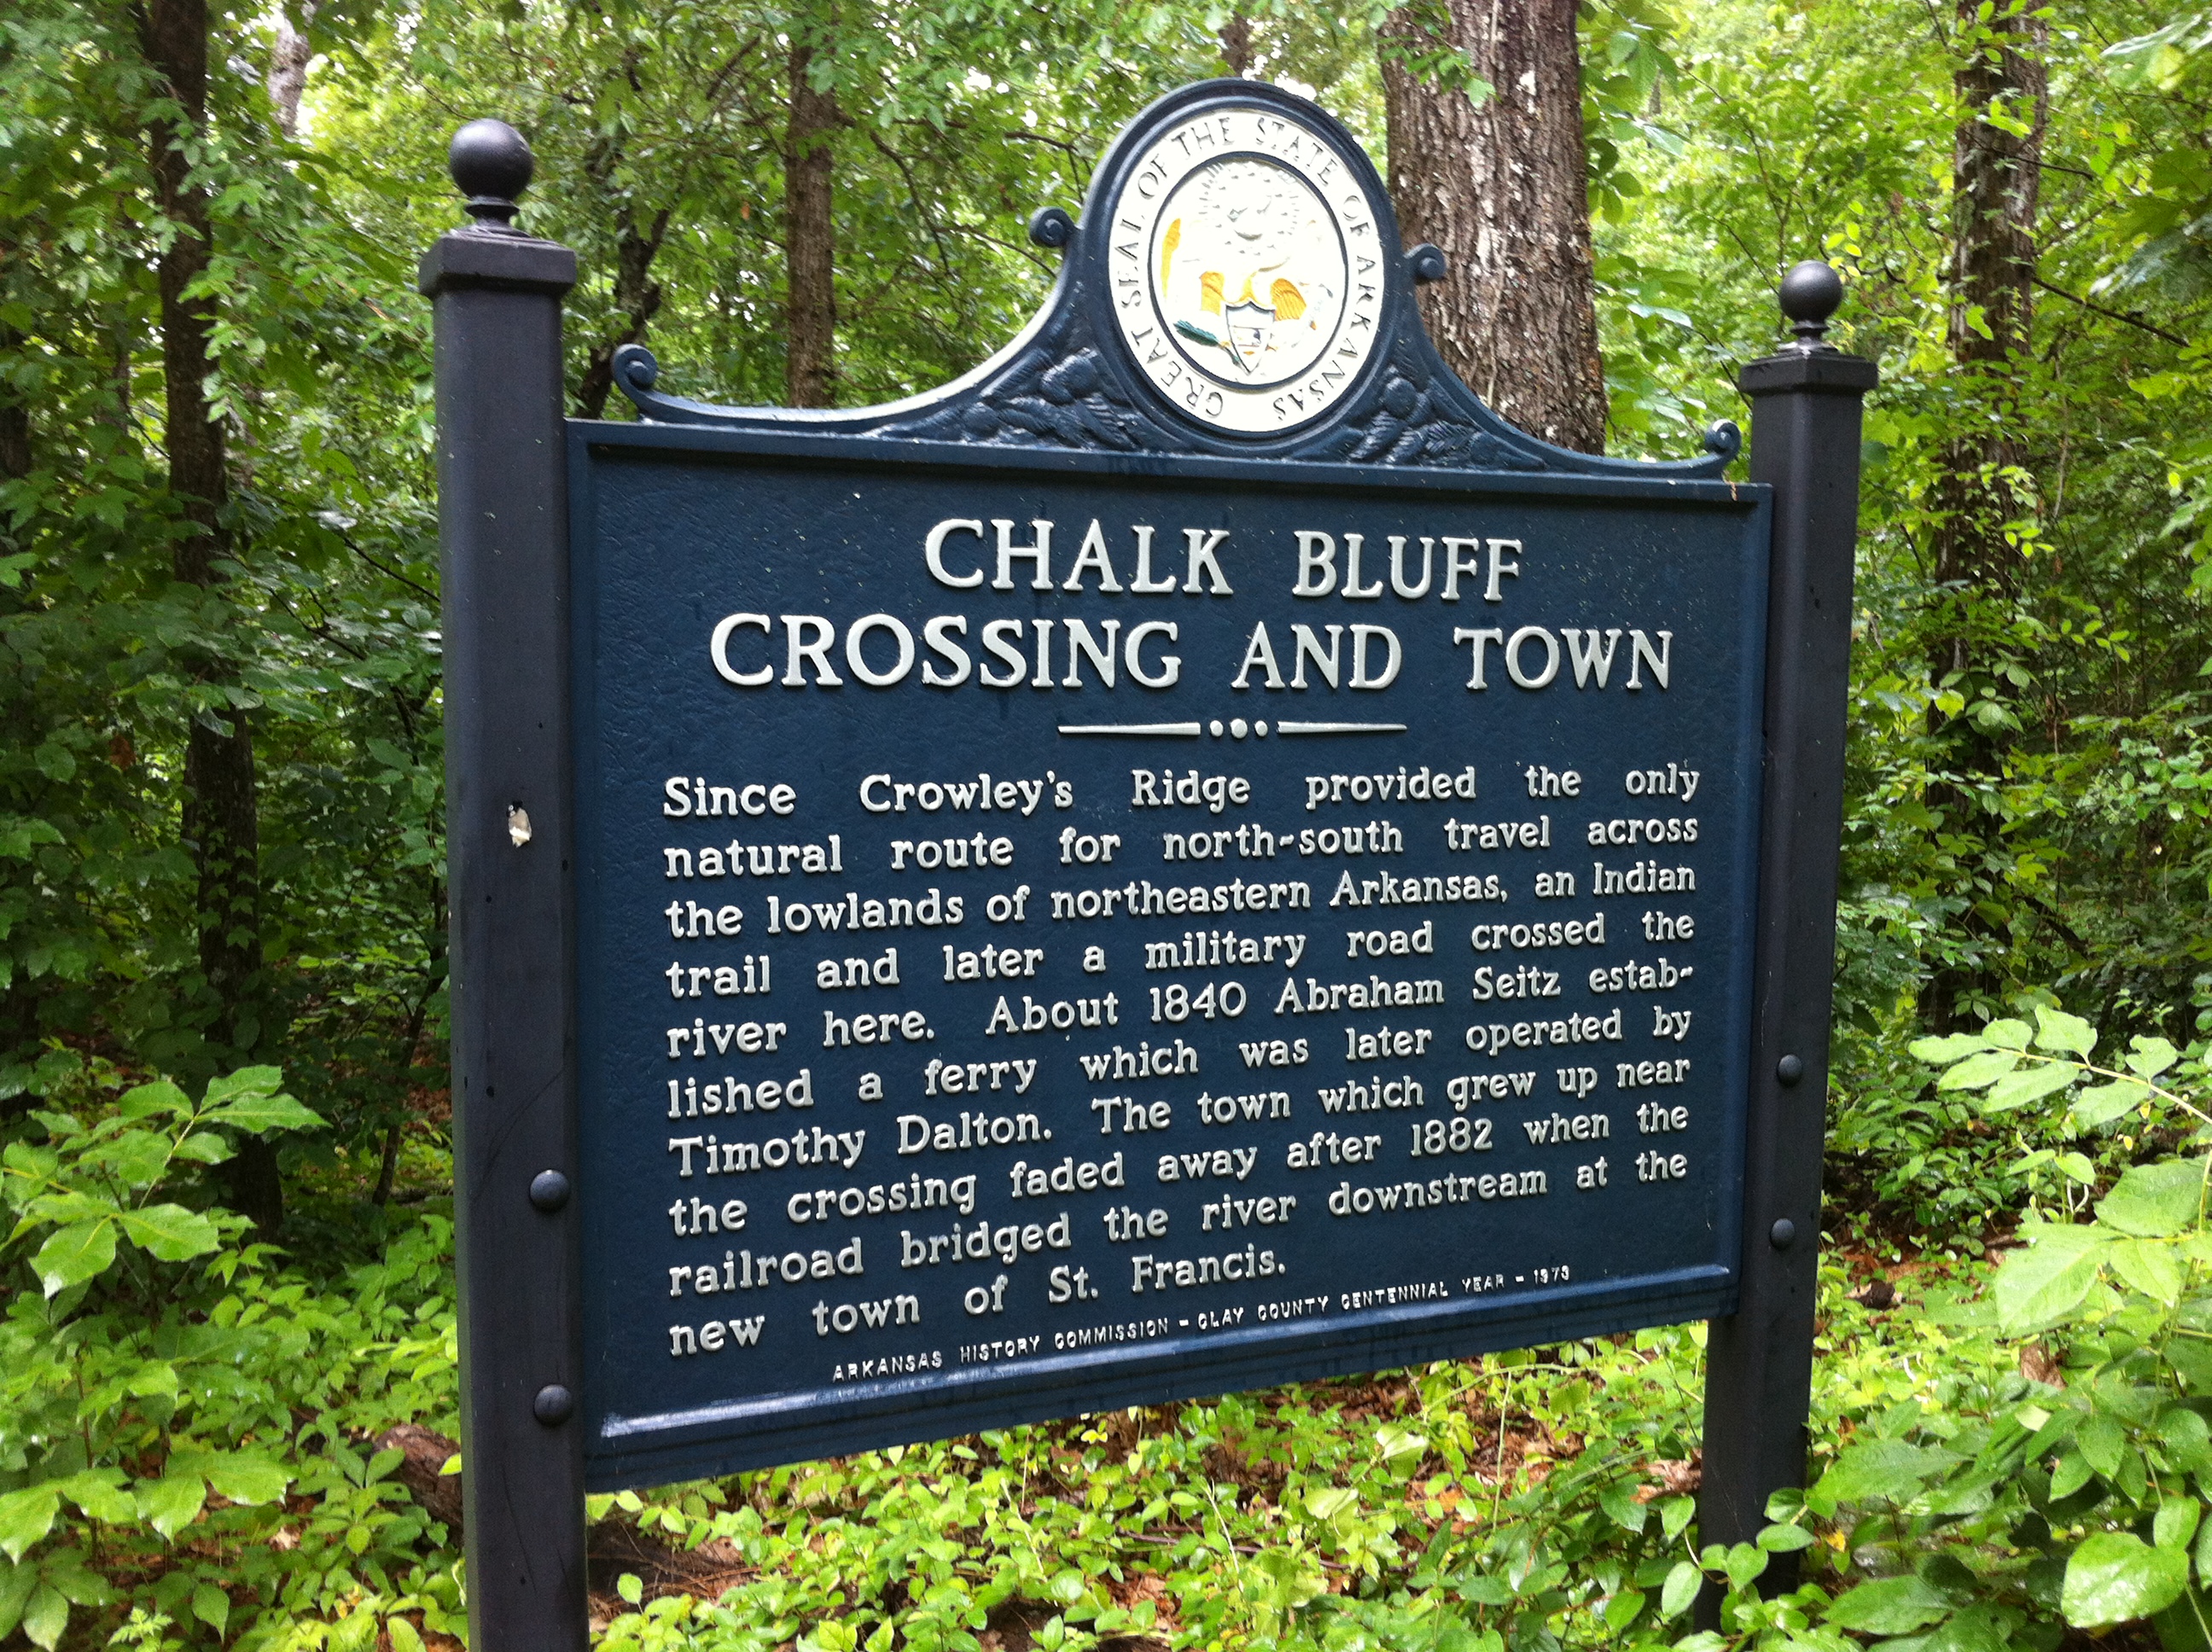 GREAT SEAL OF THE STATE OF ARKANSAS
CHALK BLUFF
CROSSING AND TOWN
Since Crowley's Ridge provided the only
natural route for north-south travel across
the lowlands of northeastern Arkansas, an Indian
trail and later a military road crossed the
river here. About 1840 Abraham Seitz estab-
lished a ferry which was later operated by
Timothy Dalton. The town which grew up near
the crossing faded away after 1882 when the
railroad bridged the river downstream at the
new town of St. Francis.
ARKANSAS HISTORY COMMISSION - CLAY COUNTY CENTENNIAL YEAR - 1973